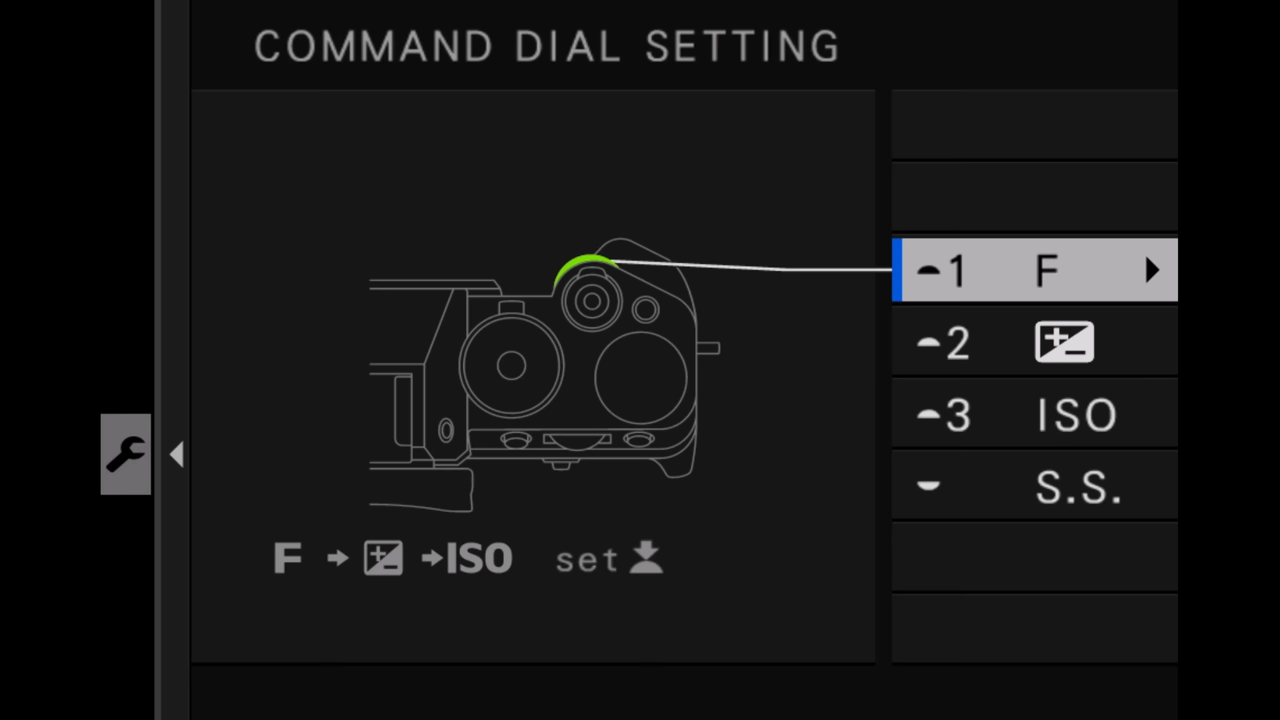 COMMAND DIAL SETTING
1 F
2
3 ISO
S.S.
F → → ISO set